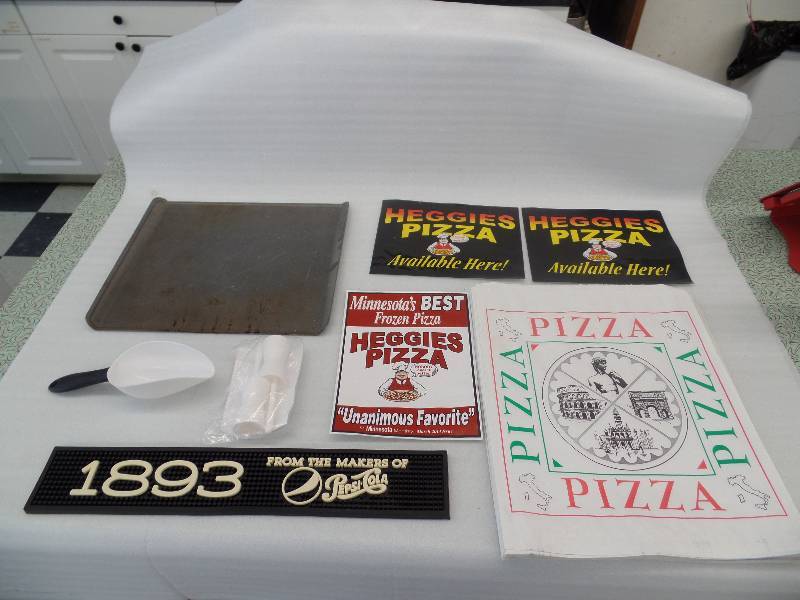 HEGGIES
PIZZA
Available Here!
HEGGIES
PIZZA
Available Here!
Minnesota's BEST
Frozen Pizza
HEGGIES
PIZZA
"Unanimous Favorite"
PIZZA
PIZZA
PIZZA
PIZZA
1893
FROM THE MAKERS OF
PEPSI-COLA